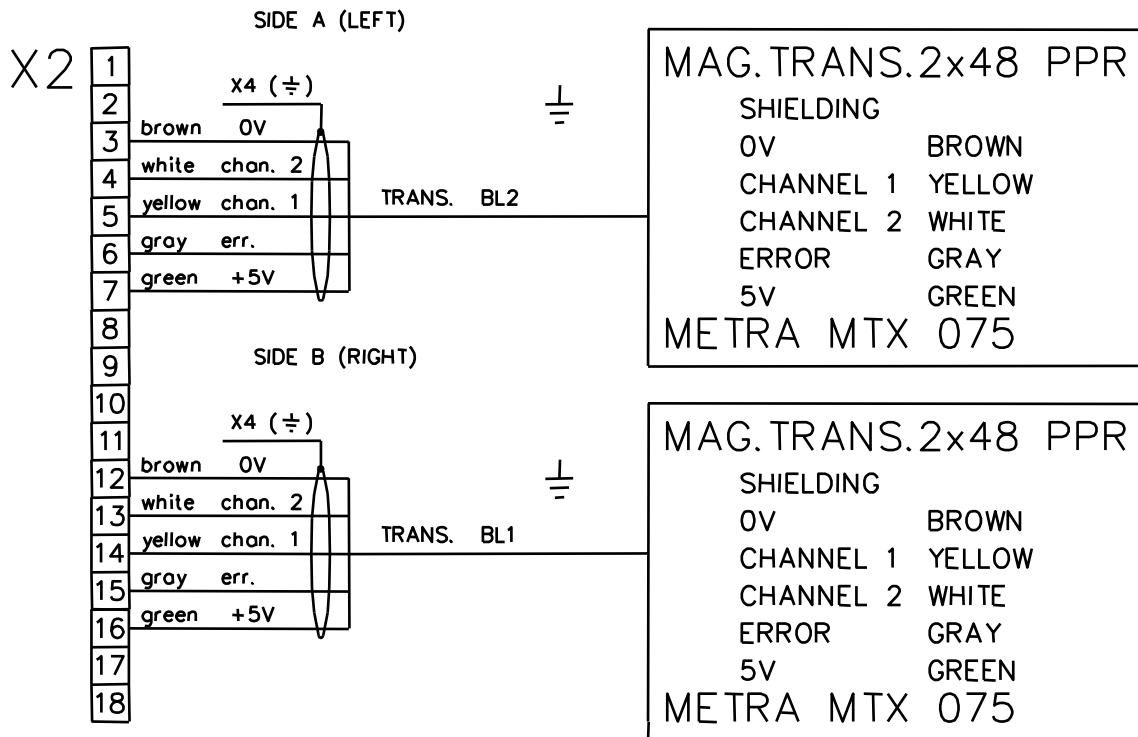 SIDE A (LEFT)
X2
1
2
3
4
5
6
7
8
9
10
11
12
13
14
15
16
17
18
X4 (⏚)
brown 0V
white chan. 2
yellow chan. 1
gray err.
green +5V
TRANS. BL2
MAG.TRANS.2x48 PPR
SHIELDING
0V BROWN
CHANNEL 1 YELLOW
CHANNEL 2 WHITE
ERROR GRAY
5V GREEN
METRA MTX 075
SIDE B (RIGHT)
X4 (⏚)
brown 0V
white chan. 2
yellow chan. 1
gray err.
green +5V
TRANS. BL1
MAG.TRANS.2x48 PPR
SHIELDING
0V BROWN
CHANNEL 1 YELLOW
CHANNEL 2 WHITE
ERROR GRAY
5V GREEN
METRA MTX 075